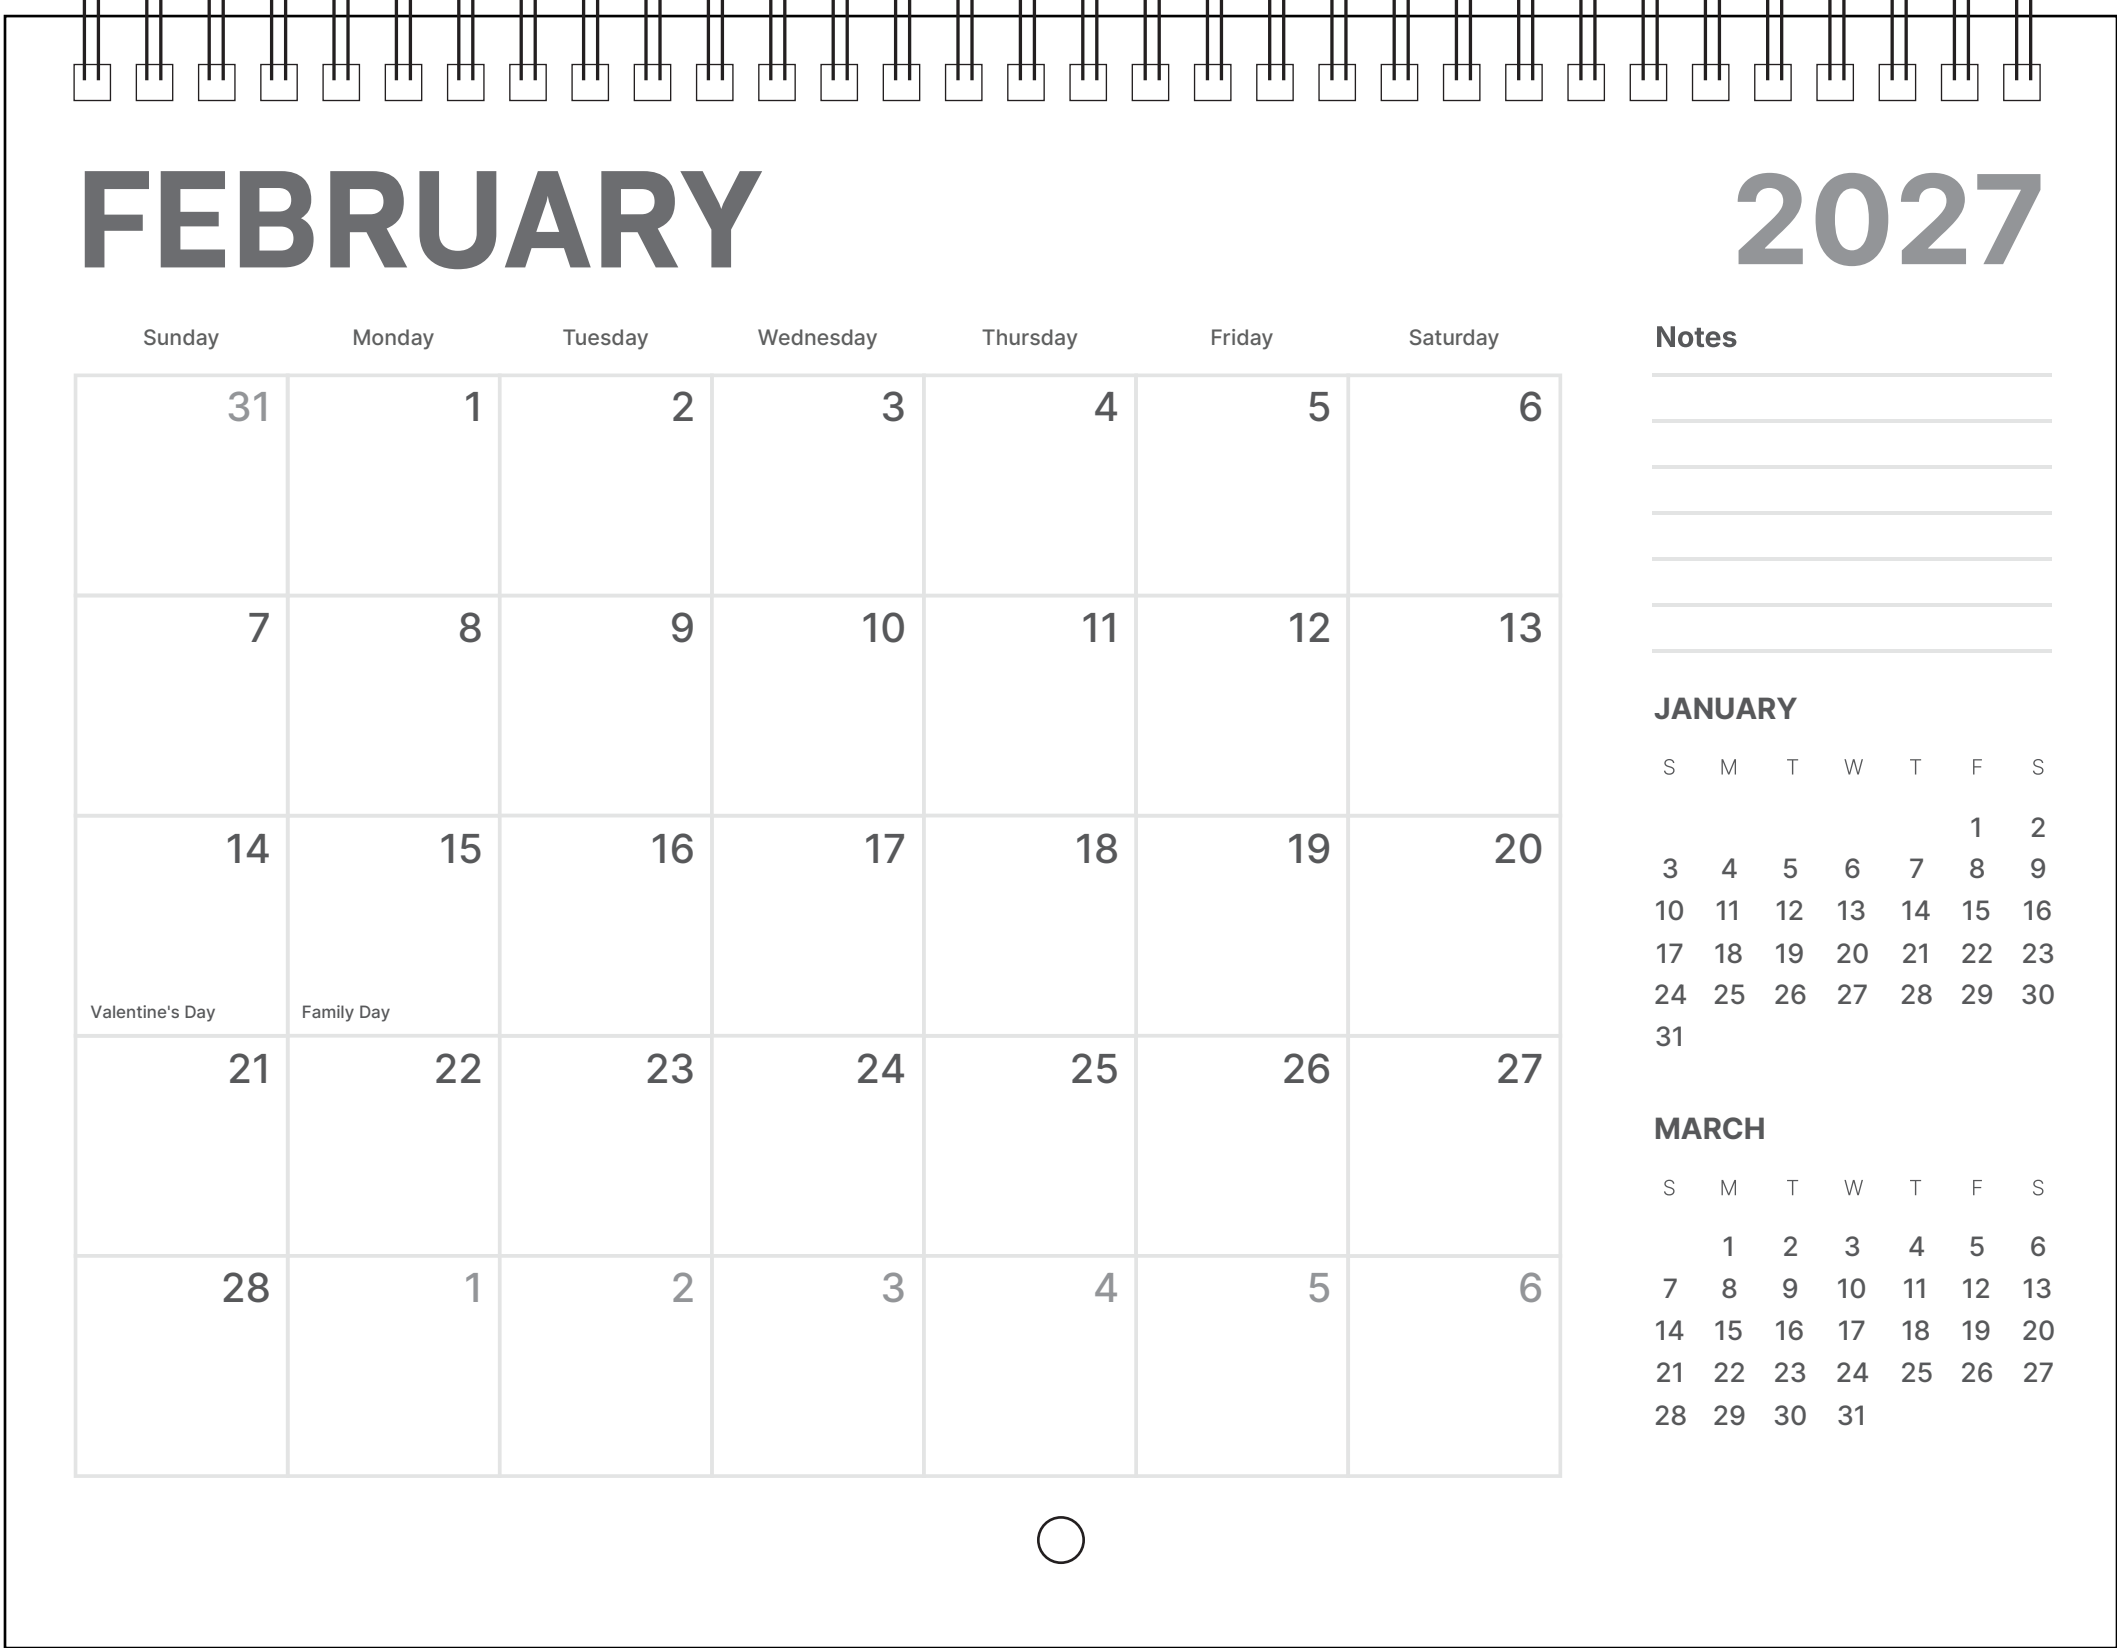 FEBRUARY 2027
Sunday Monday Tuesday Wednesday Thursday Friday Saturday
31 1 2 3 4 5 6
7 8 9 10 11 12 13
14 15 16 17 18 19 20
Valentine's Day Family Day
21 22 23 24 25 26 27
28 1 2 3 4 5 6
Notes
JANUARY
S M T W T F S
1 2
3 4 5 6 7 8 9
10 11 12 13 14 15 16
17 18 19 20 21 22 23
24 25 26 27 28 29 30
31
MARCH
S M T W T F S
1 2 3 4 5 6
7 8 9 10 11 12 13
14 15 16 17 18 19 20
21 22 23 24 25 26 27
28 29 30 31